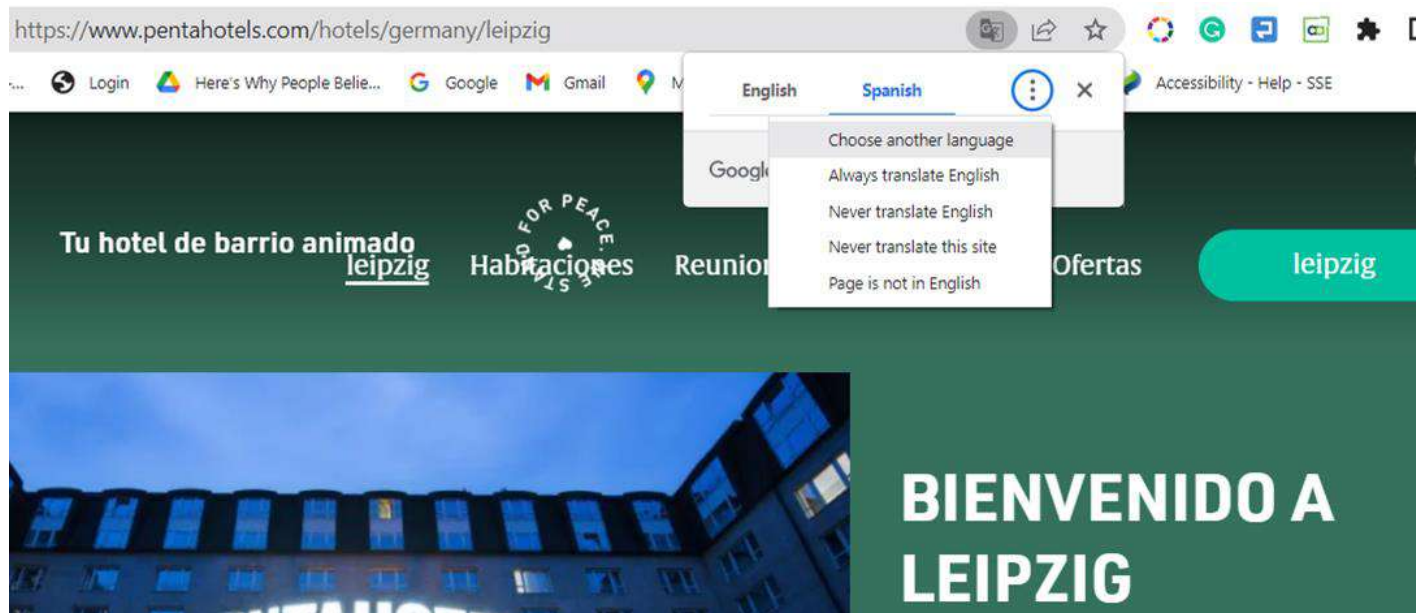 https://www.pentahotels.com/hotels/germany/leipzig
Login Here's Why People Belie... Google Gmail Accessibility - Help - SSE
English Spanish
Choose another language
Always translate English
Never translate English
Never translate this site
Page is not in English
Google
STAND FOR PEACE.
Tu hotel de barrio animado
leipzig Habitaciones Ofertas leipzig
BIENVENIDO A
LEIPZIG